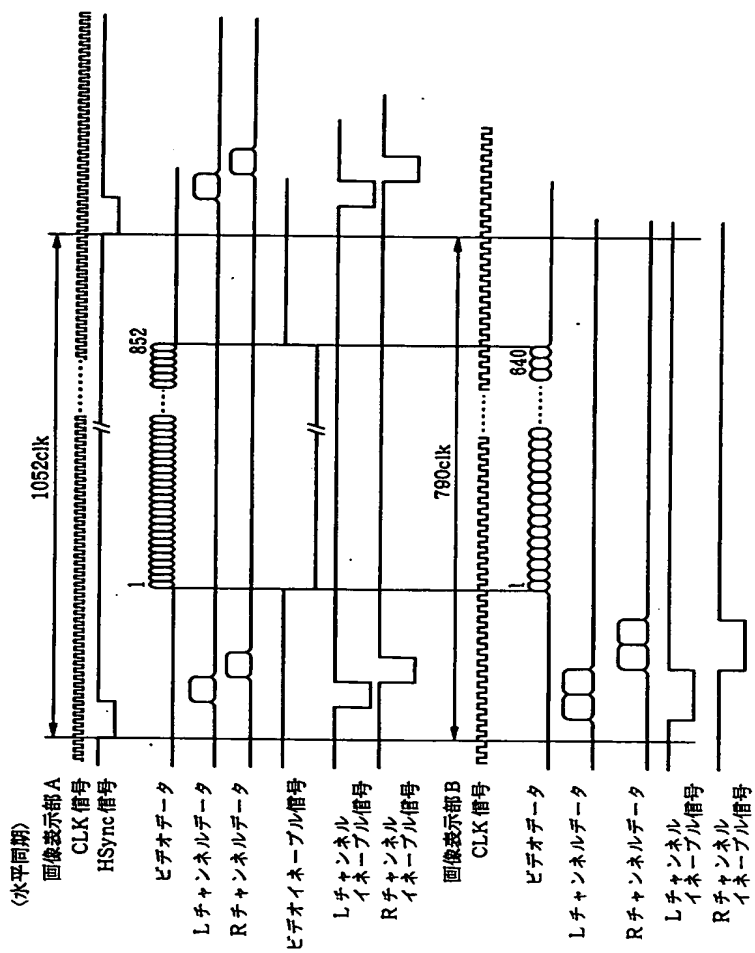 〈水平同期〉
画像表示部A
1052clk
CLK信号
HSync信号
1
852
ビデオデータ
Lチャンネルデータ
Rチャンネルデータ
ビデオイネーブル信号
Lチャンネル
イネーブル信号
Rチャンネル
イネーブル信号
画像表示部B
790clk
CLK信号
1
640
ビデオデータ
Lチャンネルデータ
Rチャンネルデータ
Lチャンネル
イネーブル信号
Rチャンネル
イネーブル信号